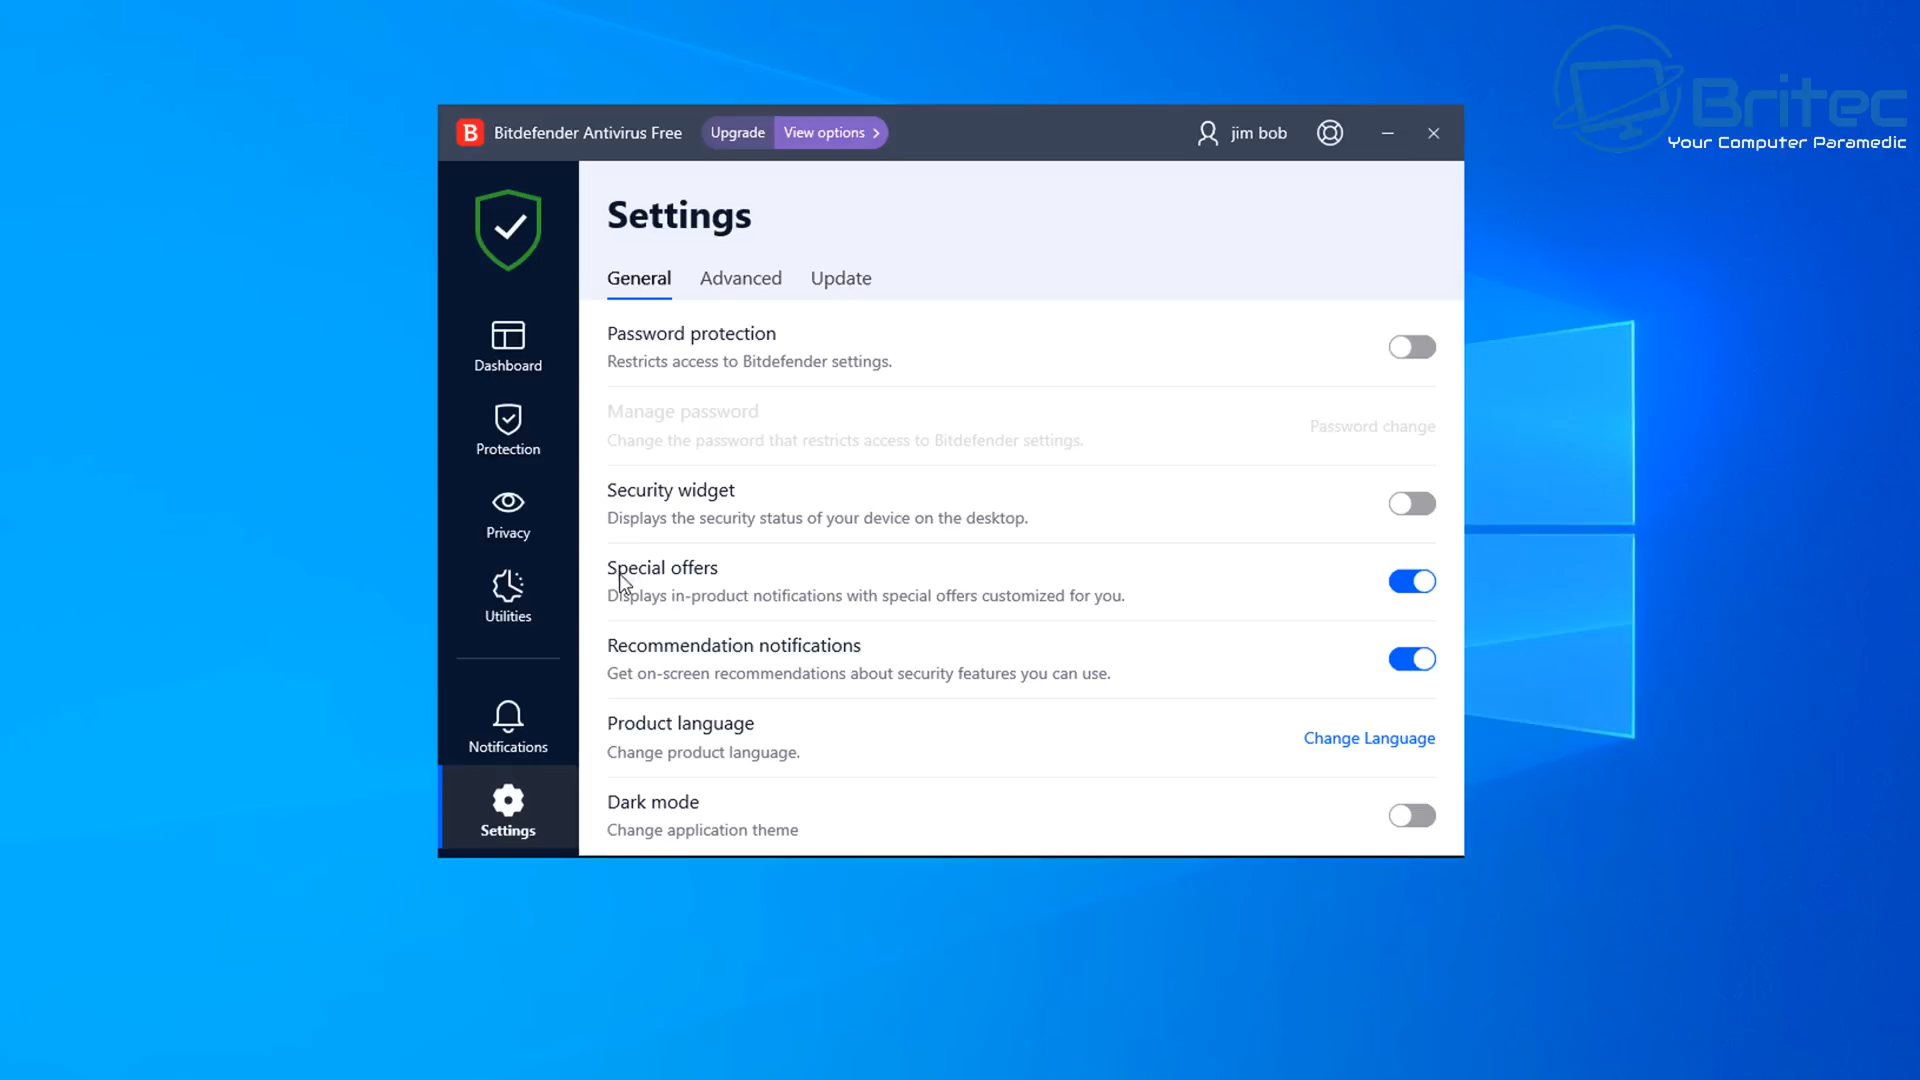 Britec
Your Computer Paramedic
B Bitdefender Antivirus Free Upgrade View options jim bob
Settings
General Advanced Update
Dashboard
Protection
Privacy
Utilities
Notifications
Settings
Password protection
Restricts access to Bitdefender settings.
Manage password
Change the password that restricts access to Bitdefender settings.
Password change
Security widget
Displays the security status of your device on the desktop.
Special offers
Displays in-product notifications with special offers customized for you.
Recommendation notifications
Get on-screen recommendations about security features you can use.
Product language
Change product language.
Change Language
Dark mode
Change application theme